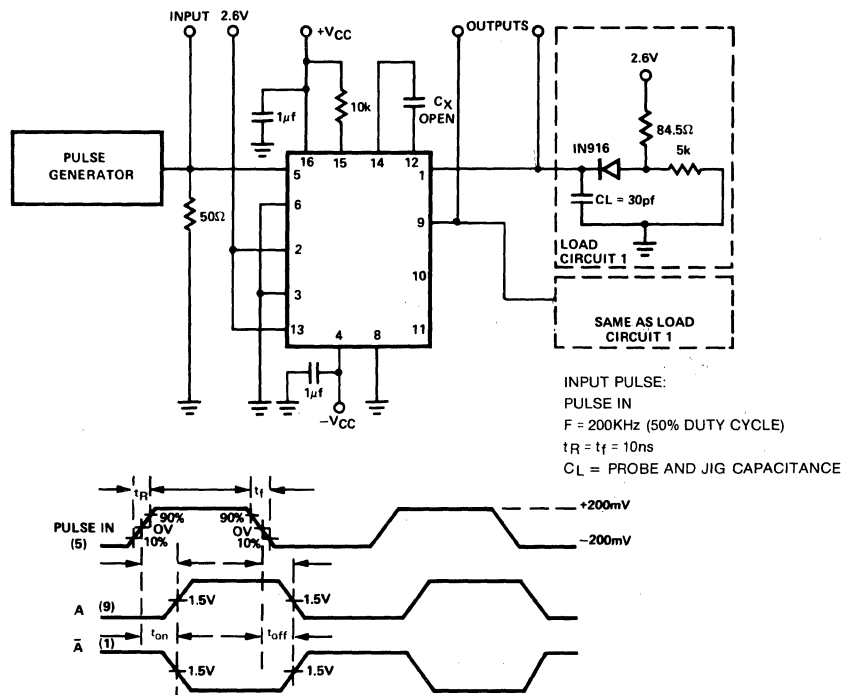 INPUT 2.6V
+VCC
OUTPUTS
2.6V
1μf
10k
CX
OPEN
84.5Ω
5k
IN916
PULSE
GENERATOR
16 15 14 12
5
1
50Ω
6
CL = 30pf
9
2
LOAD
CIRCUIT 1
10
3
13
4 8
11
SAME AS LOAD
CIRCUIT 1
1μf
−VCC
INPUT PULSE:
PULSE IN
F = 200KHz (50% DUTY CYCLE)
tR = tf = 10ns
CL = PROBE AND JIG CAPACITANCE
tR tf
+200mV
90% 90%
PULSE IN
(5)
OV OV
10% 10%
−200mV
A (9)
1.5V 1.5V
ton toff
A̅ (1)
1.5V 1.5V